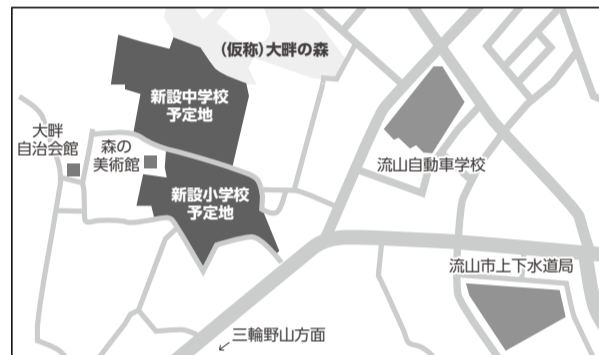 (仮称)大畔の森
新設中学校
予定地
大畔
自治会館
森の
美術館
流山自動車学校
新設小学校
予定地
流山市上下水道局
三輪野山方面